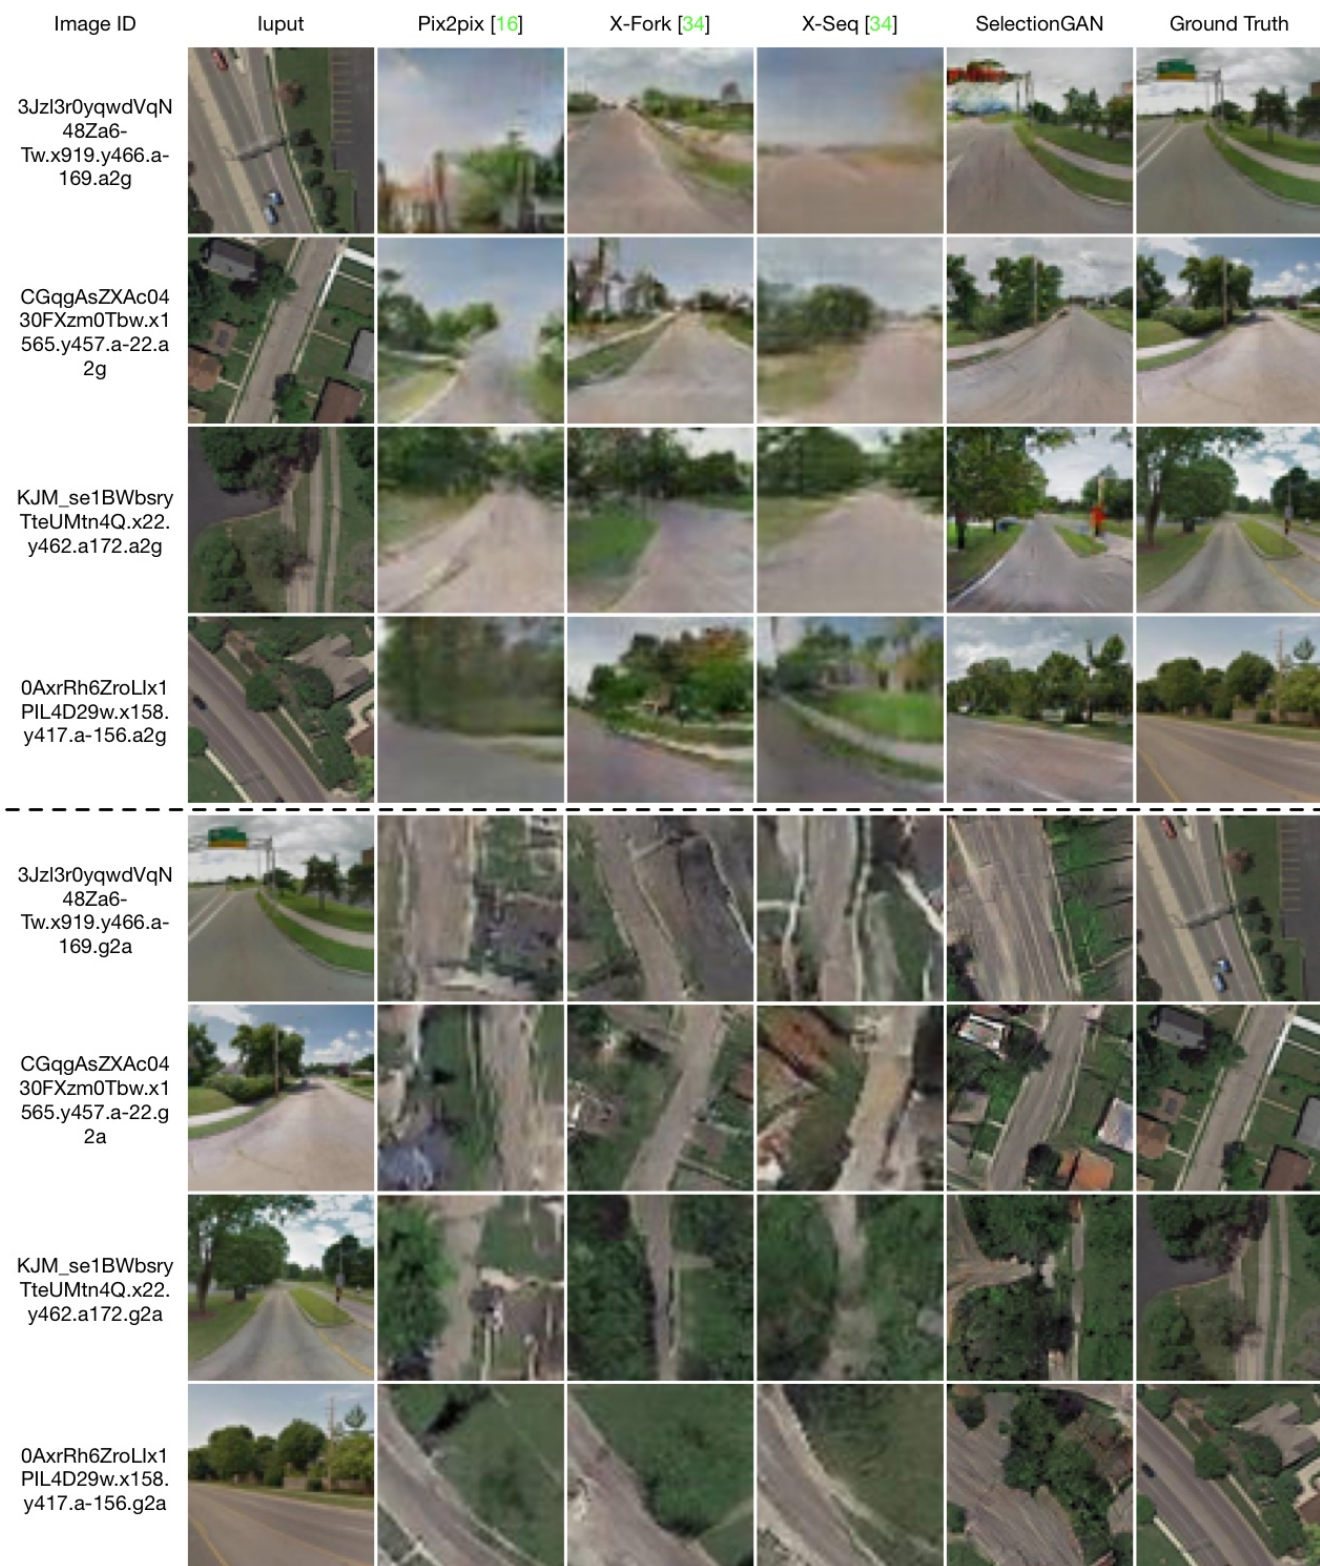 Image ID Iuput Pix2pix [16] X-Fork [34] X-Seq [34] SelectionGAN Ground Truth
3Jzl3r0yqwdVqN
48Za6-
Tw.x919.y466.a-
169.a2g
CGqgAsZXAc04
30FXzm0Tbw.x1
565.y457.a-22.a
2g
KJM_se1BWbsry
TteUMtn4Q.x22.
y462.a172.a2g
0AxrRh6ZroLIx1
PIL4D29w.x158.
y417.a-156.a2g
3Jzl3r0yqwdVqN
48Za6-
Tw.x919.y466.a-
169.g2a
CGqgAsZXAc04
30FXzm0Tbw.x1
565.y457.a-22.g
2a
KJM_se1BWbsry
TteUMtn4Q.x22.
y462.a172.g2a
0AxrRh6ZroLIx1
PIL4D29w.x158.
y417.a-156.g2a